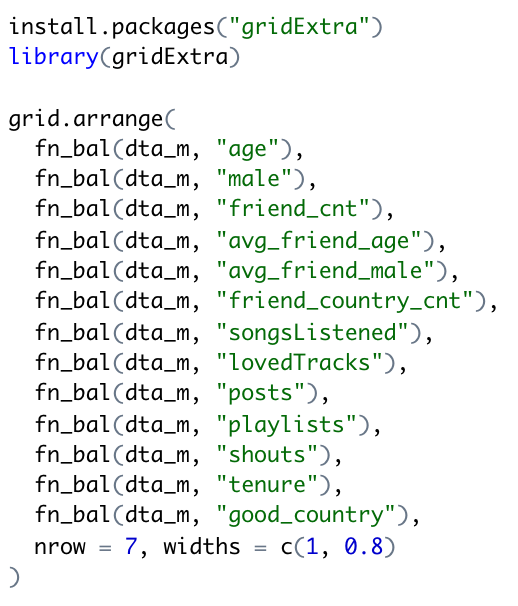 install.packages("gridExtra")
library(gridExtra)

grid.arrange(
  fn_bal(dta_m, "age"),
  fn_bal(dta_m, "male"),
  fn_bal(dta_m, "friend_cnt"),
  fn_bal(dta_m, "avg_friend_age"),
  fn_bal(dta_m, "avg_friend_male"),
  fn_bal(dta_m, "friend_country_cnt"),
  fn_bal(dta_m, "songsListened"),
  fn_bal(dta_m, "lovedTracks"),
  fn_bal(dta_m, "posts"),
  fn_bal(dta_m, "playlists"),
  fn_bal(dta_m, "shouts"),
  fn_bal(dta_m, "tenure"),
  fn_bal(dta_m, "good_country"),
  nrow = 7, widths = c(1, 0.8)
)